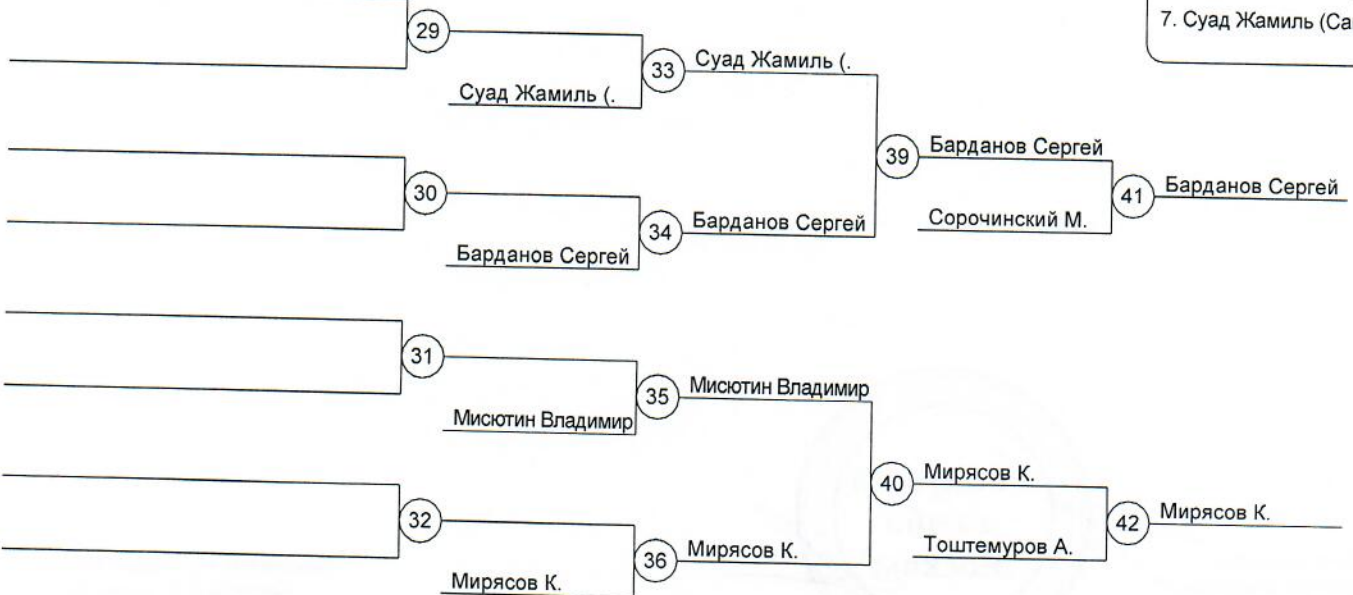 7. Суад Жамиль (Са
29
33
Суад Жамиль (.
Суад Жамиль (.
39
Барданов Сергей
41
Барданов Сергей
30
34
Барданов Сергей
Сорочинский М.
Барданов Сергей
31
35
Мисютин Владимир
Мисютин Владимир
40
Мирясов К.
42
Мирясов К.
32
36
Мирясов К.
Тоштемуров А.
Мирясов К.